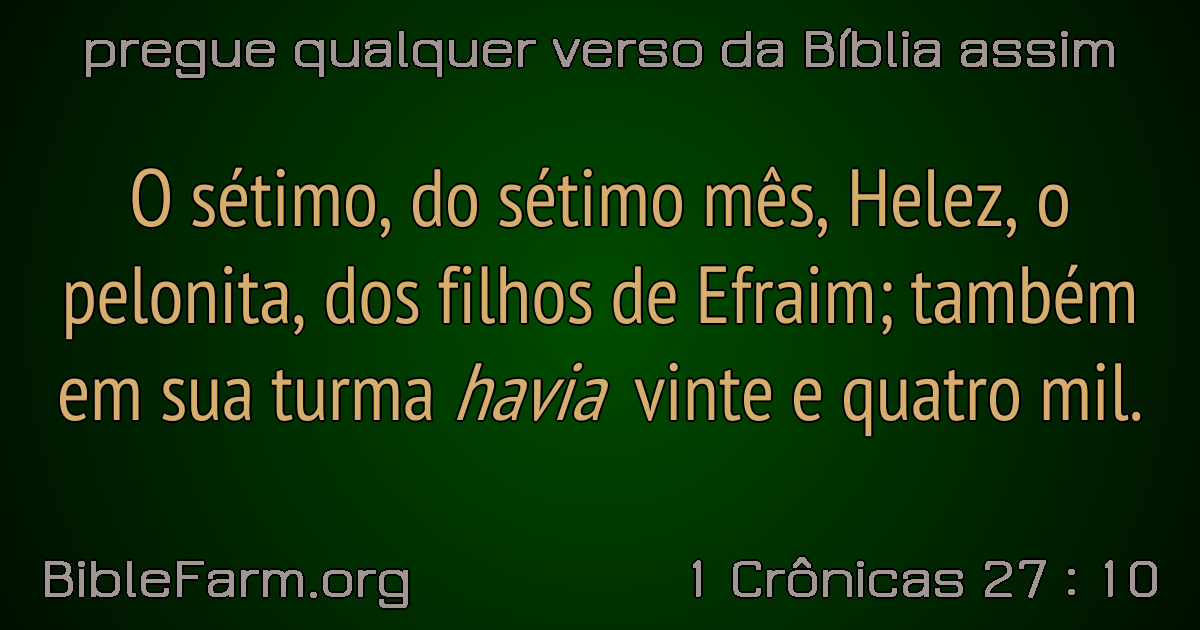 pregue qualquer verso da Bíblia assim
O sétimo, do sétimo mês, Helez, o
pelonita, dos filhos de Efraim; também
em sua turma havia vinte e quatro mil.
BibleFarm.org
1 Crônicas 27 : 10